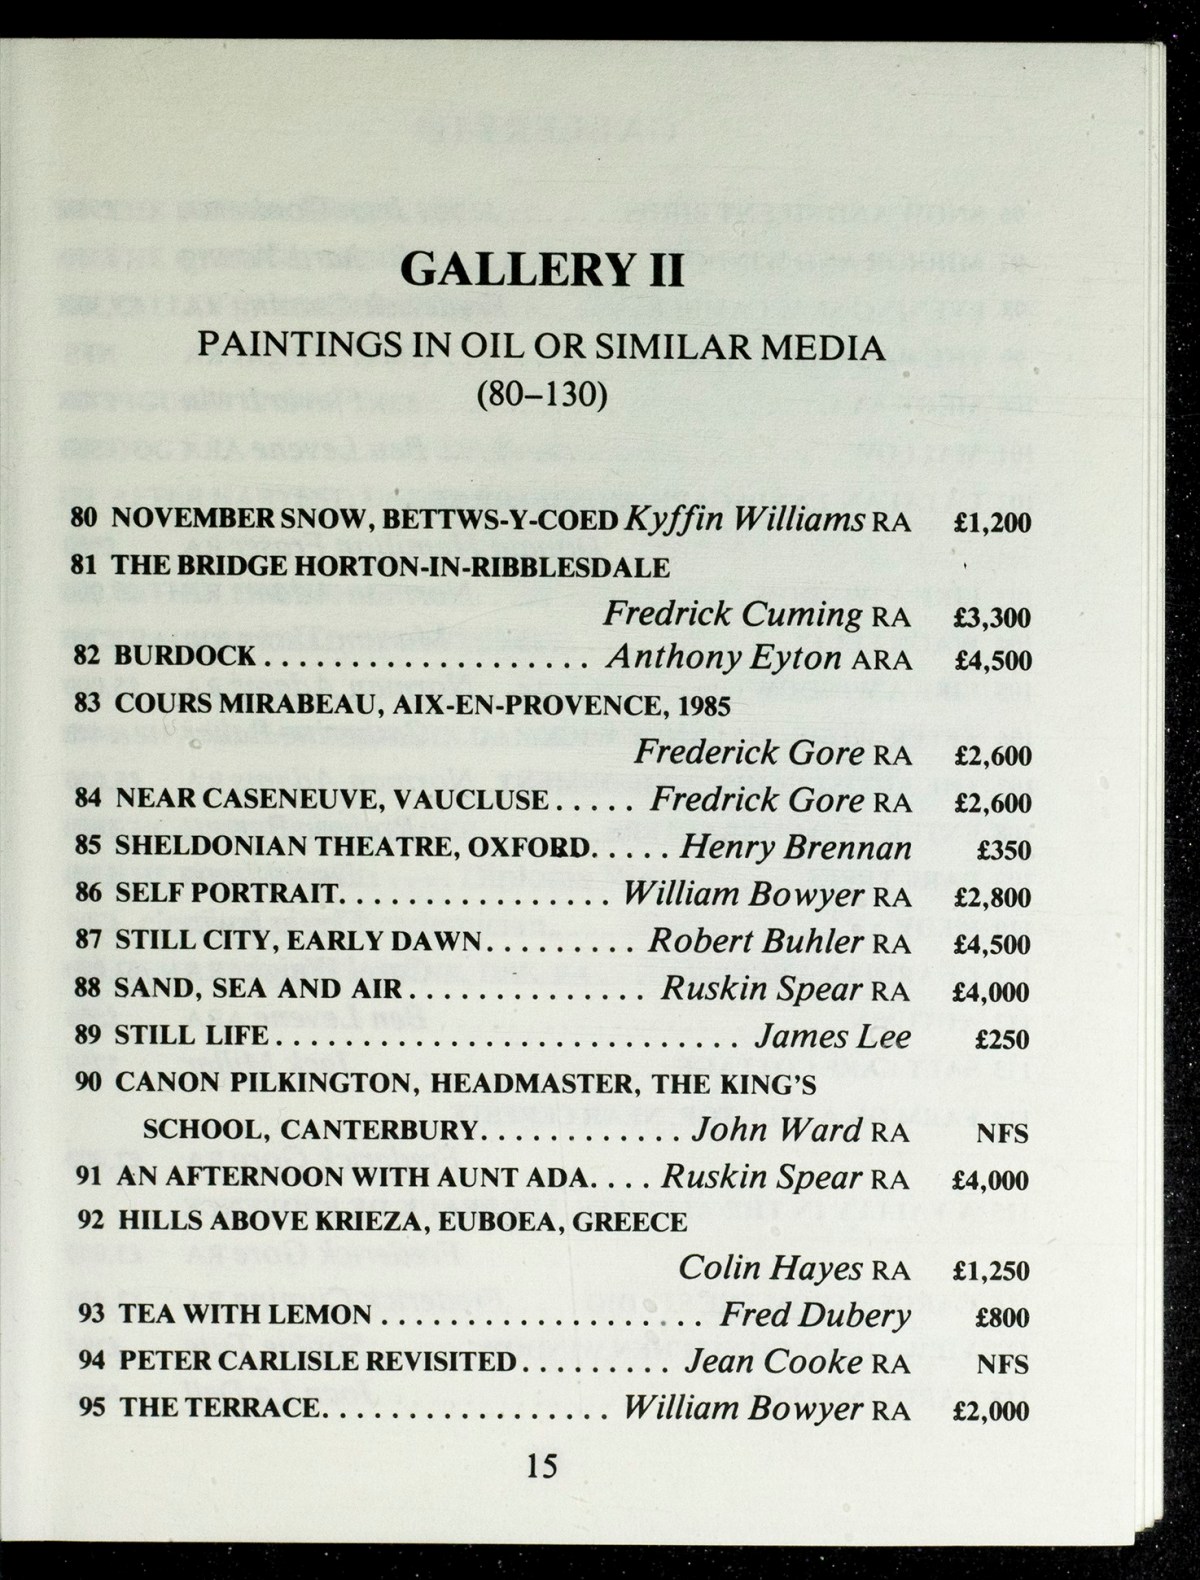 GALLERY II
PAINTINGS IN OIL OR SIMILAR MEDIA
(80–130)
80 NOVEMBER SNOW, BETTWS-Y-COED Kyffin Williams RA £1,200
81 THE BRIDGE HORTON-IN-RIBBLESDALE
Fredrick Cuming RA £3,300
82 BURDOCK................... Anthony Eyton ARA £4,500
83 COURS MIRABEAU, AIX-EN-PROVENCE, 1985
Frederick Gore RA £2,600
84 NEAR CASENEUVE, VAUCLUSE..... Fredrick Gore RA £2,600
85 SHELDONIAN THEATRE, OXFORD..... Henry Brennan £350
86 SELF PORTRAIT................ William Bowyer RA £2,800
87 STILL CITY, EARLY DAWN......... Robert Buhler RA £4,500
88 SAND, SEA AND AIR.............. Ruskin Spear RA £4,000
89 STILL LIFE........................... James Lee £250
90 CANON PILKINGTON, HEADMASTER, THE KING'S
SCHOOL, CANTERBURY............ John Ward RA NFS
91 AN AFTERNOON WITH AUNT ADA.... Ruskin Spear RA £4,000
92 HILLS ABOVE KRIEZA, EUBOEA, GREECE
Colin Hayes RA £1,250
93 TEA WITH LEMON................... Fred Dubery £800
94 PETER CARLISLE REVISITED......... Jean Cooke RA NFS
95 THE TERRACE................. William Bowyer RA £2,000
15